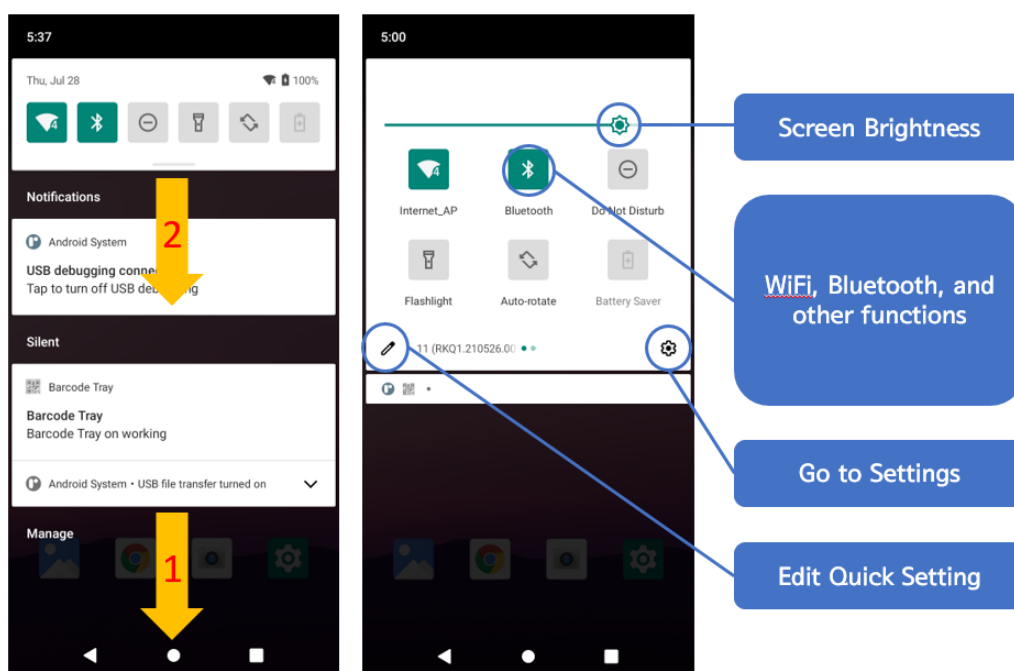 5:37
Thu, Jul 28
100%
4
Notifications
Android System
USB debugging conne
Tap to turn off USB deb ng
2
Silent
Barcode Tray
Barcode Tray
Barcode Tray on working
Android System • USB file transfer turned on
Manage
1
5:00
4
Internet_AP
Bluetooth
Do Not Disturb
Flashlight
Auto-rotate
Battery Saver
11 (RKQ1.210526.00
Screen Brightness
WiFi, Bluetooth, and
other functions
Go to Settings
Edit Quick Setting